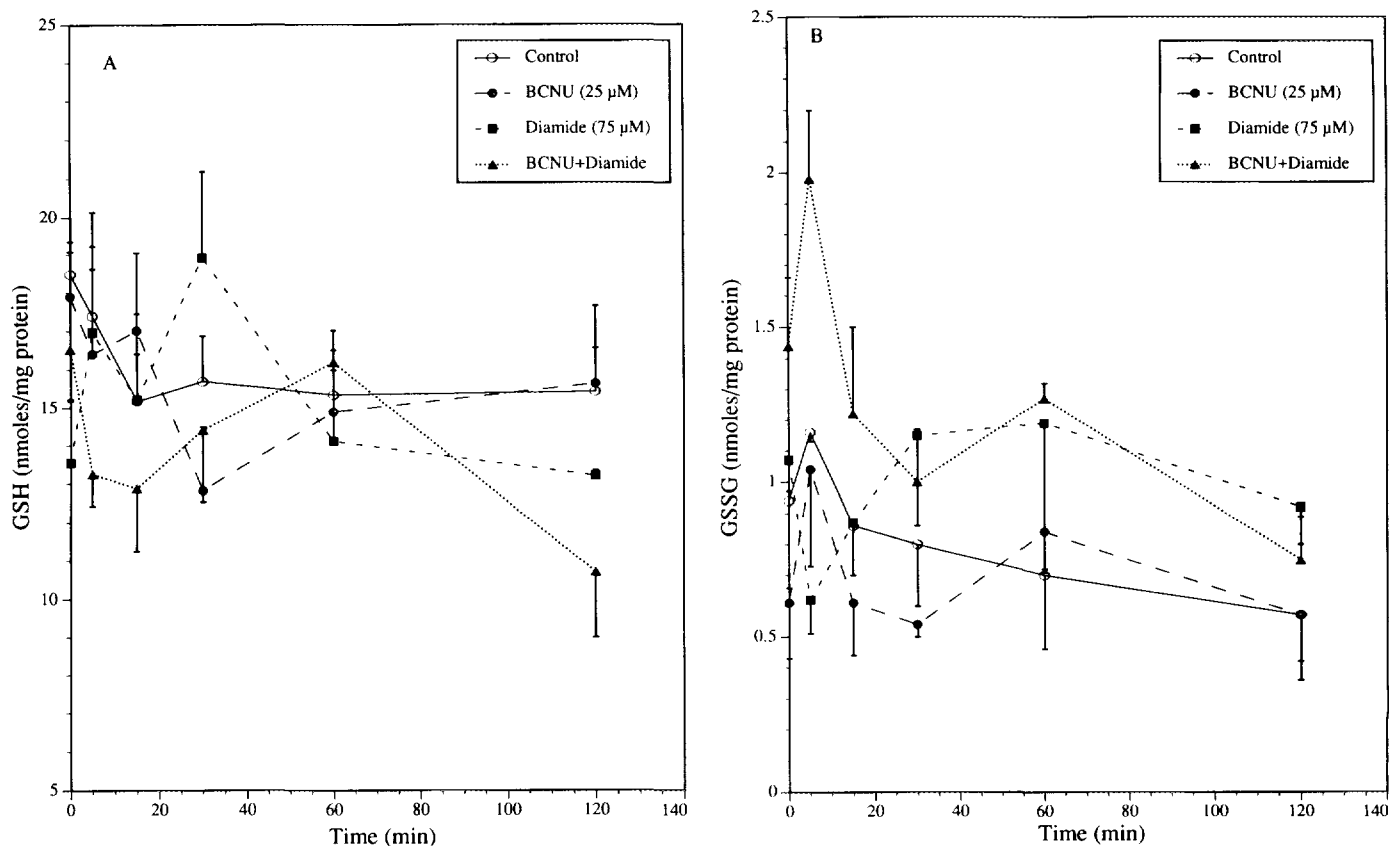 A
Control
BCNU (25 µM)
Diamide (75 µM)
BCNU+Diamide
25
20
15
10
5
GSH (nmoles/mg protein)
0 20 40 60 80 100 120 140
Time (min)
B
Control
BCNU (25 µM)
Diamide (75 µM)
BCNU+Diamide
2.5
2
1.5
1
0.5
0
GSSG (nmoles/mg protein)
0 20 40 60 80 100 120 140
Time (min)